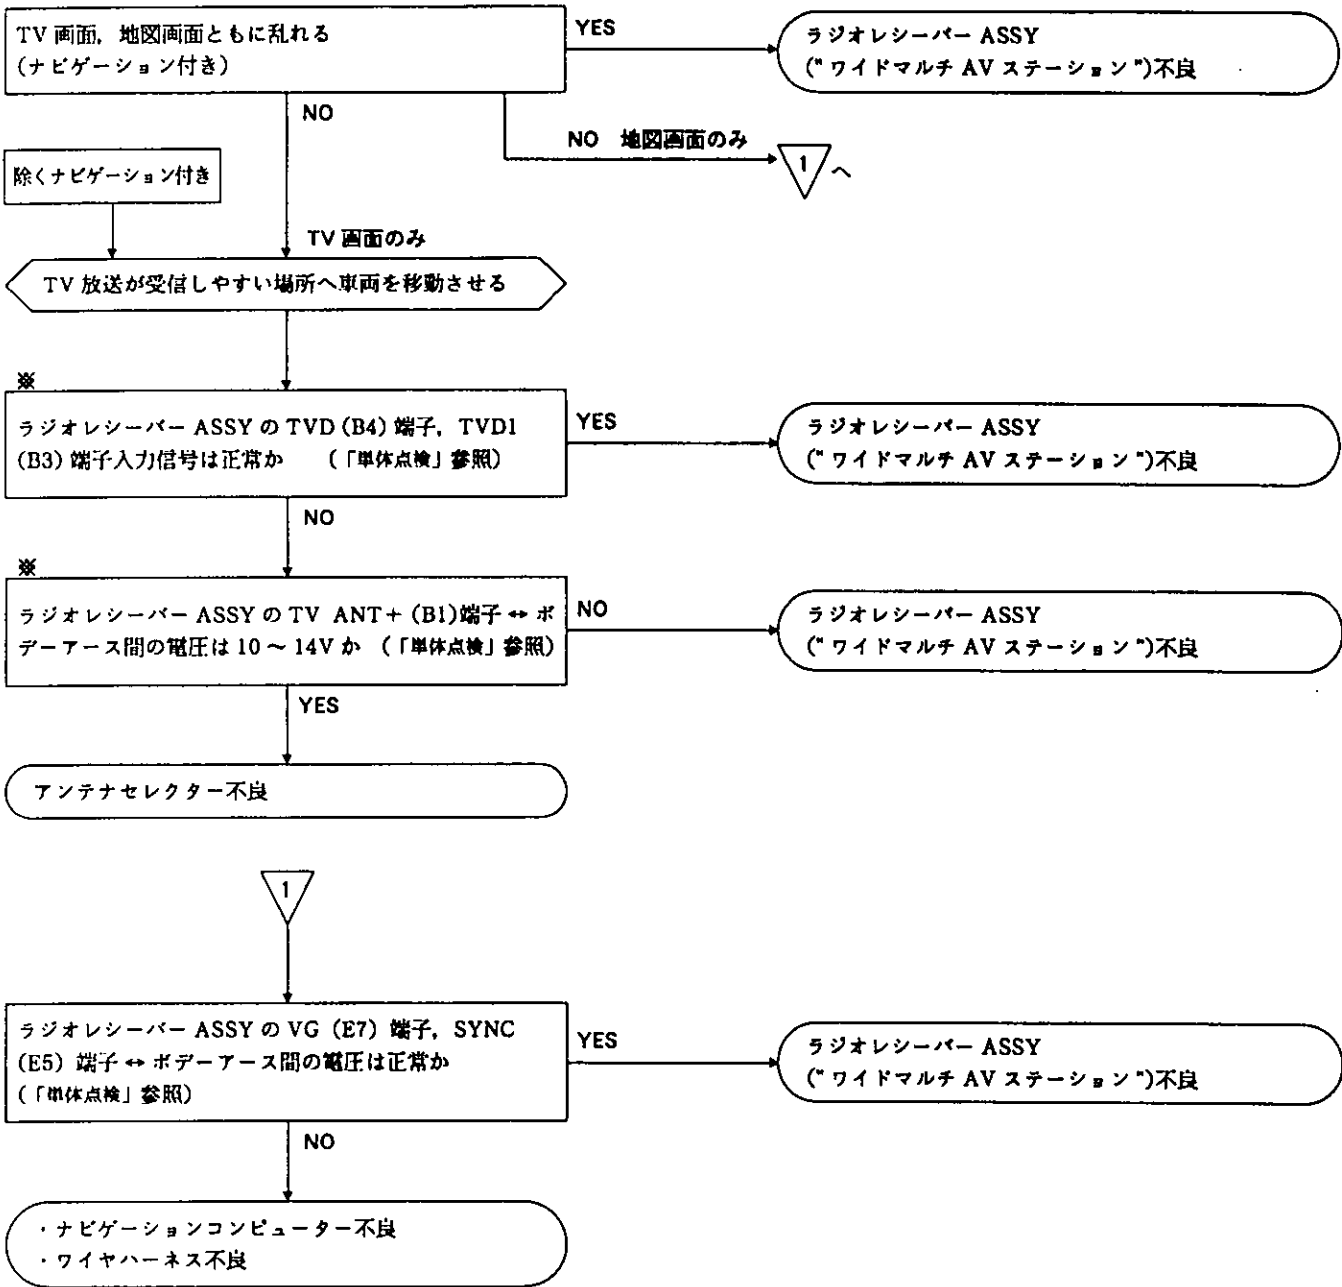 TV 画面,地図画面ともに乱れる
(ナビゲーション付き)
YES
ラジオレシーバー ASSY
("ワイドマルチ AV ステーション")不良
NO
NO 地図画面のみ
1 へ
除くナビゲーション付き
TV 画面のみ
TV 放送が受信しやすい場所へ車両を移動させる
※
ラジオレシーバー ASSY の TVD (B4) 端子,TVD1
(B3) 端子入力信号は正常か (「単体点検」参照)
YES
ラジオレシーバー ASSY
("ワイドマルチ AV ステーション")不良
NO
※
ラジオレシーバー ASSY の TV ANT+ (B1)端子 ↔ ボ
デーアース間の電圧は 10 ~ 14V か (「単体点検」参照)
NO
ラジオレシーバー ASSY
("ワイドマルチ AV ステーション")不良
YES
アンテナセレクター不良
1
ラジオレシーバー ASSY の VG (E7) 端子,SYNC
(E5) 端子 ↔ ボデーアース間の電圧は正常か
(「単体点検」参照)
YES
ラジオレシーバー ASSY
("ワイドマルチ AV ステーション")不良
NO
・ナビゲーションコンピューター不良
・ワイヤハーネス不良